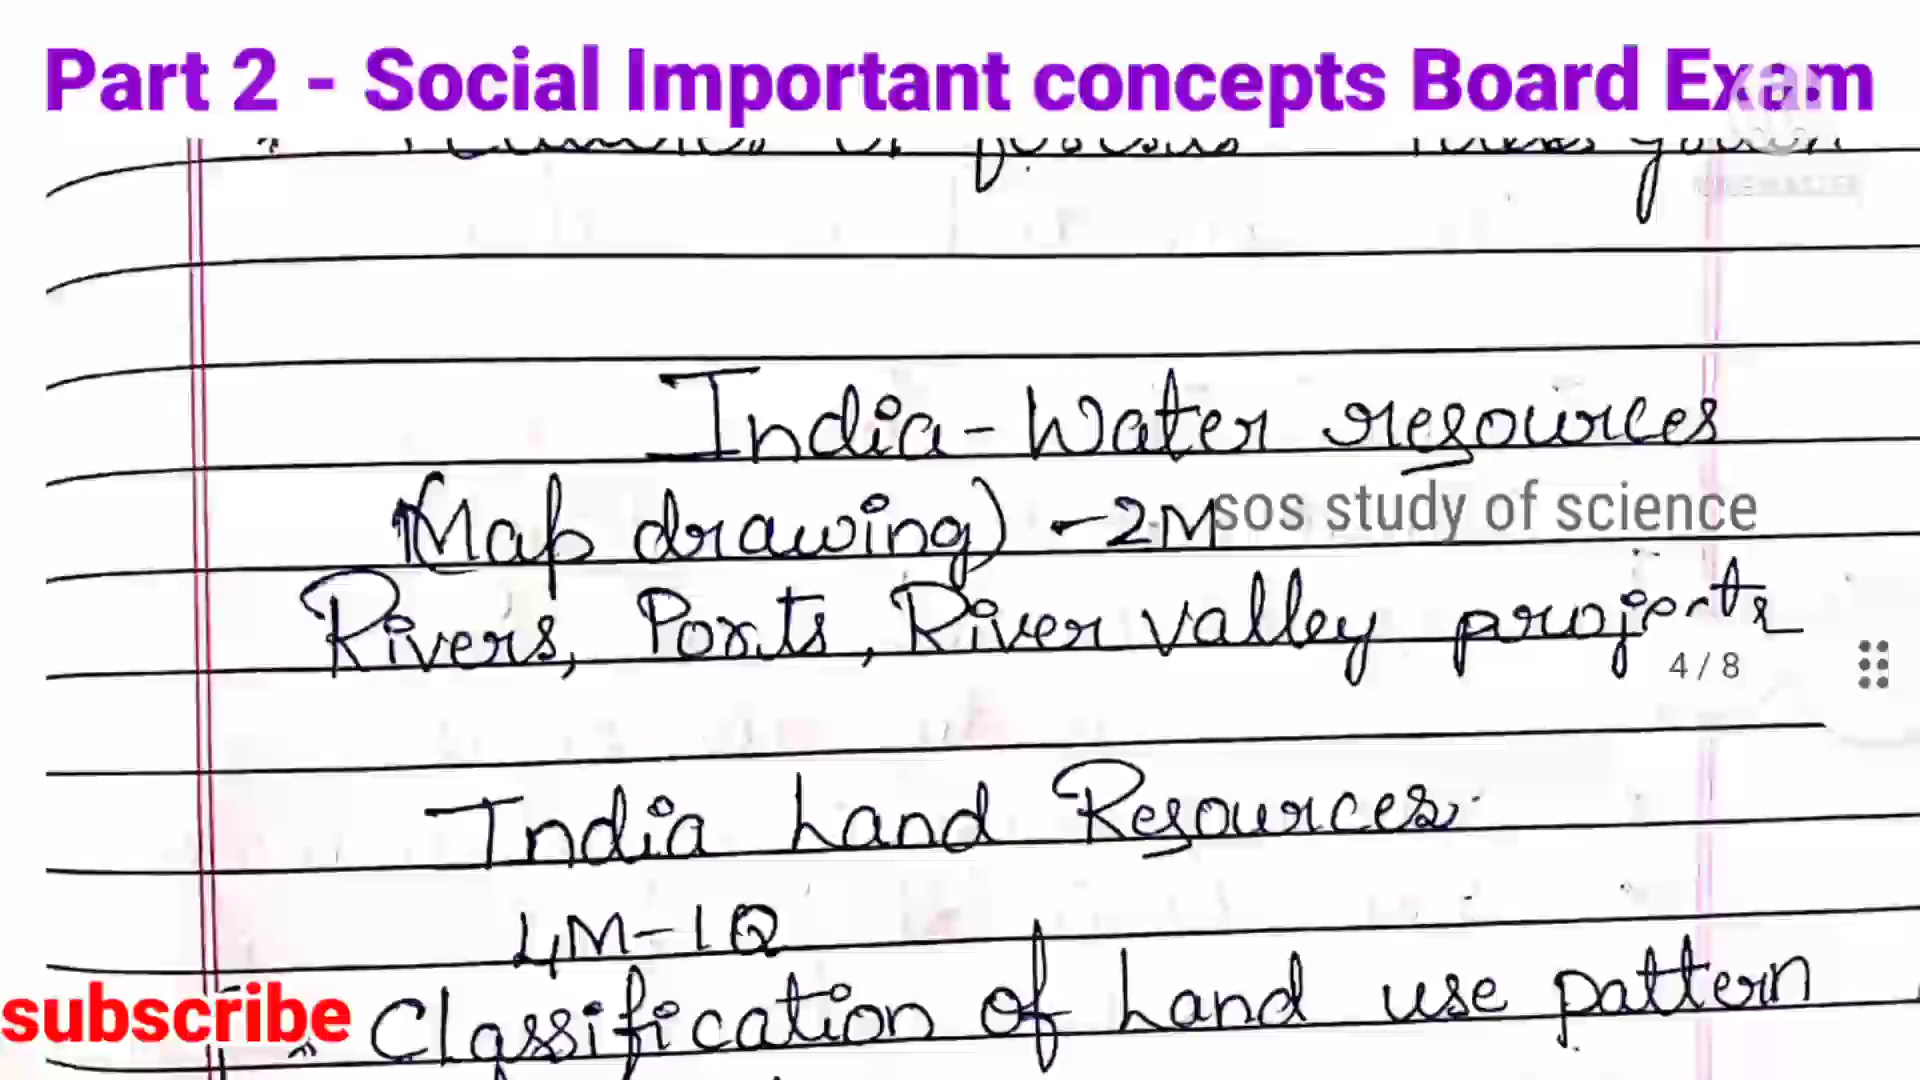 Part 2 - Social Important concepts Board Exam
India - Water resources
(Map drawing) - 2M
sos study of science
Rivers, Ports, River valley projects
4 / 8
India Land Resources.
4M - 1Q
subscribe
* Classification of Land use pattern